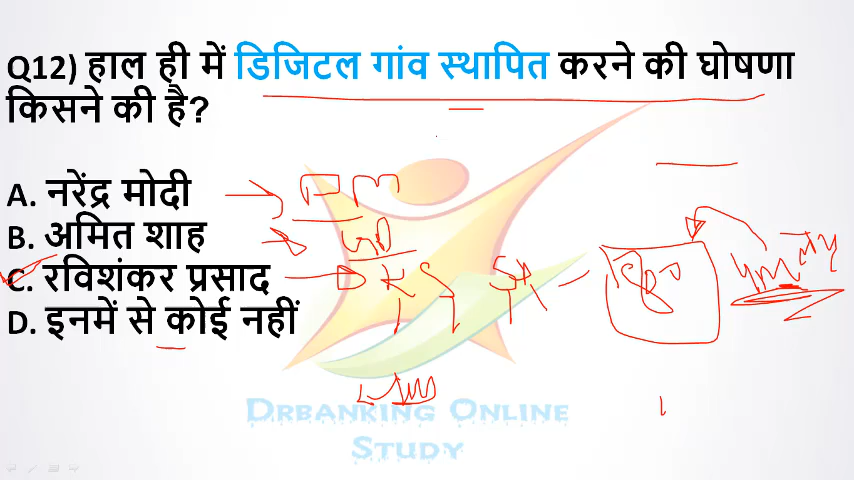 Q12) हाल ही में डिजिटल गांव स्थापित करने की घोषणा
किसने की है?
A. नरेंद्र मोदी
B. अमित शाह
C. रविशंकर प्रसाद
D. इनमें से कोई नहीं
DRBANKING ONLINE
STUDY